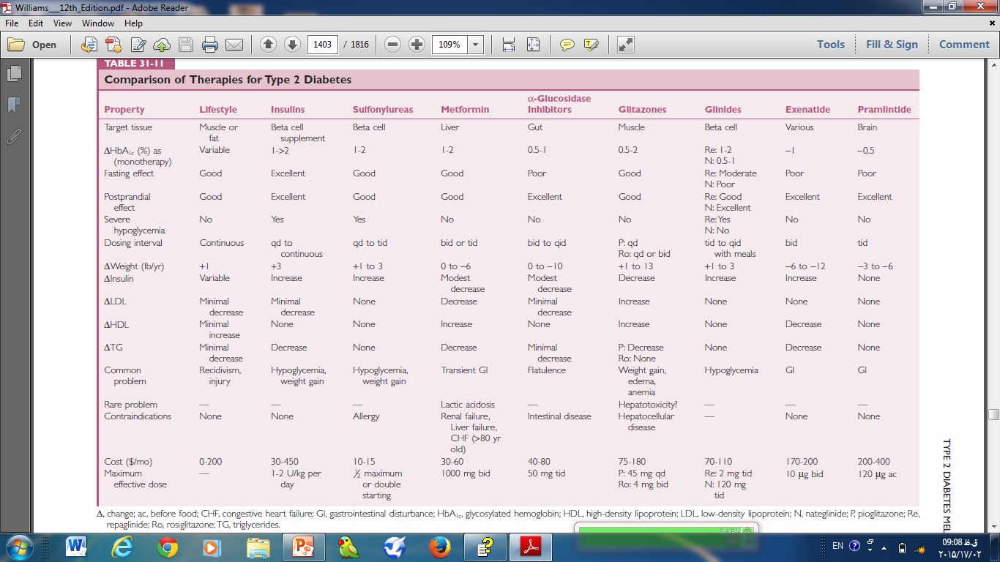 Williams___12th_Edition.pdf - Adobe Reader
File Edit View Window Help
Open 1403 / 1816 109% Tools Fill & Sign Comment
TABLE 31-11
Comparison of Therapies for Type 2 Diabetes
α-Glucosidase
Property Lifestyle Insulins Sulfonylureas Metformin Inhibitors Glitazones Glinides Exenatide Pramlintide
Target tissue Muscle or Beta cell Beta cell Liver Gut Muscle Beta cell Various Brain
fat supplement
ΔHbA1c (%) as Variable 1->2 1-2 1-2 0.5-1 0.5-2 Re: 1-2 ~1 ~0.5
(monotherapy) N: 0.5-1
Fasting effect Good Excellent Good Good Poor Good Re: Moderate Poor Poor
N: Poor
Postprandial Good Excellent Good Good Excellent Good Re: Good Excellent Excellent
effect N: Excellent
Severe No Yes Yes No No No Re: Yes No No
hypoglycemia N: No
Dosing interval Continuous qd to qd to tid bid or tid bid to qid P: qd tid to qid bid tid
continuous Ro: qd or bid with meals
ΔWeight (lb/yr) +1 +3 +1 to 3 0 to –6 0 to –10 +1 to 13 +1 to 3 –6 to –12 –3 to –6
ΔInsulin Variable Increase Increase Modest Modest Decrease Increase Increase None
decrease decrease
ΔLDL Minimal Minimal None Decrease Minimal Increase None None None
decrease decrease decrease
ΔHDL Minimal None None Increase None Increase None Decrease None
increase
ΔTG Minimal Decrease None Decrease Minimal P: Decrease None Decrease None
decrease decrease Ro: None
Common Recidivism, Hypoglycemia, Hypoglycemia, Transient GI Flatulence Weight gain, Hypoglycemia GI GI
problem injury weight gain weight gain edema,
anemia
Rare problem — — — Lactic acidosis — Hepatotoxicity? — — —
Contraindications None None Allergy Renal failure, Intestinal disease Hepatocellular — None None
Liver failure, disease
CHF (>80 yr
old)
Cost ($/mo) 0-200 30-450 10-15 30-60 40-80 75-180 70-110 170-200 200-400
Maximum — 1-2 U/kg per ½ maximum 1000 mg bid 50 mg tid P: 45 mg qd Re: 2 mg tid 10 μg bid 120 μg ac
effective dose day or double Ro: 4 mg bid N: 120 mg
starting tid
Δ, change; ac, before food; CHF, congestive heart failure; GI, gastrointestinal disturbance; HbA1c, glycosylated hemoglobin; HDL, high-density lipoprotein; LDL, low-density lipoprotein; N, nateglinide; P, pioglitazone; Re,
repaglinide; Ro, rosiglitazone; TG, triglycerides.
TYPE 2 DIABETES MEL
EN
09:08 ق.ظ
۲۰۱۵/۱۷/۰۲